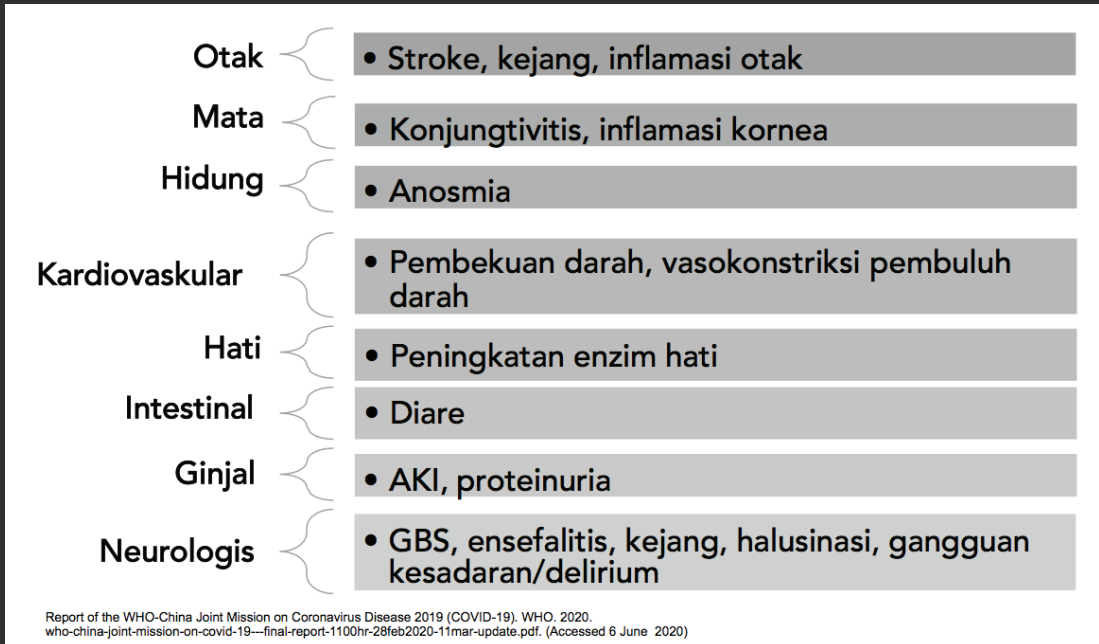 Otak
• Stroke, kejang, inflamasi otak
Mata
• Konjungtivitis, inflamasi kornea
Hidung
• Anosmia
Kardiovaskular
• Pembekuan darah, vasokonstriksi pembuluh
darah
Hati
• Peningkatan enzim hati
Intestinal
• Diare
Ginjal
• AKI, proteinuria
Neurologis
• GBS, ensefalitis, kejang, halusinasi, gangguan
kesadaran/delirium
Report of the WHO-China Joint Mission on Coronavirus Disease 2019 (COVID-19). WHO. 2020.
who-china-joint-mission-on-covid-19---final-report-1100hr-28feb2020-11mar-update.pdf. (Accessed 6 June 2020)